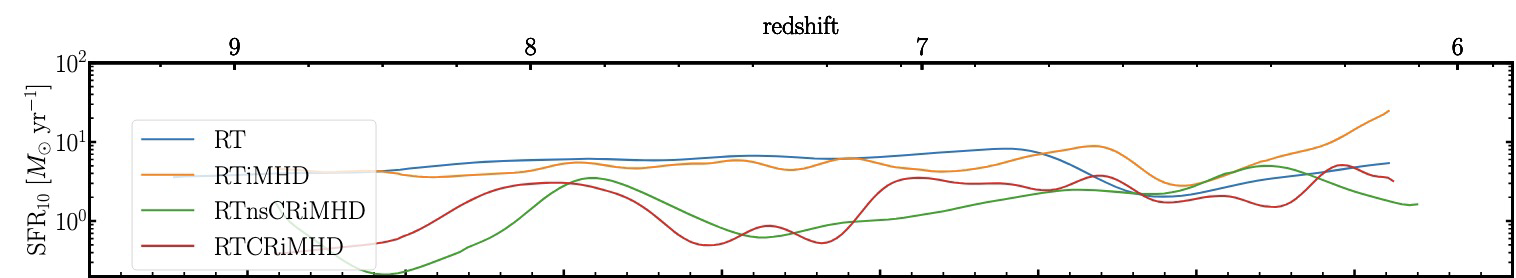 redshift
9 8 7 6
10² 
10¹
10⁰
SFR₁₀ [M⊙ yr⁻¹]
RT
RTiMHD
RTnsCRiMHD
RTCRiMHD